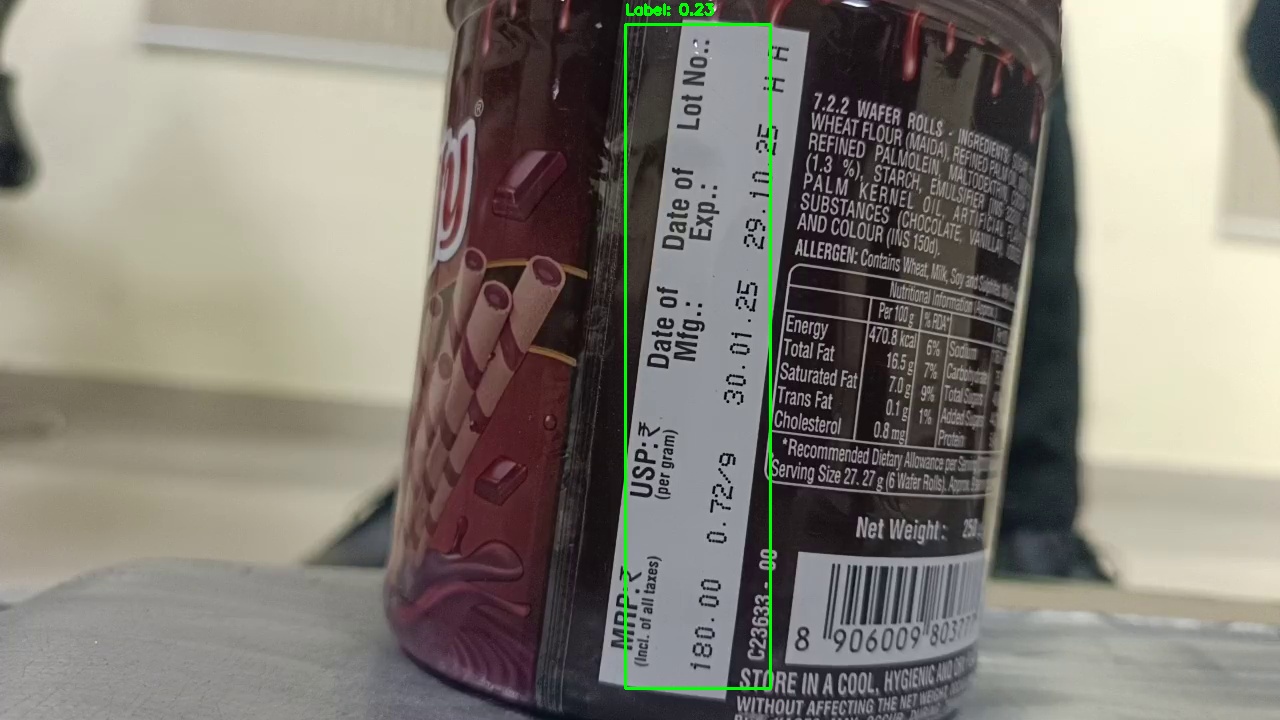 Label: 0.23
Lot No.:
H A
Date of
Exp.:
29.10.25
Date of
Mfg.:
30.01.25
USP:₹
(per gram)
0.72/9
MRP:₹
(Incl. of all taxes)
180.00
®
7.2.2 WAFER ROLLS - INGREDIENTS
WHEAT FLOUR (MAIDA), REFINED PALM OIL
REFINED PALMOLEIN, MALTODEXTRIN
(1.3 %), STARCH, EMULSIFIER
PALM KERNEL OIL, ARTIFICIAL
SUBSTANCES (CHOCOLATE, VANILLA)
AND COLOUR (INS 150d).
ALLERGEN: Contains Wheat, Milk, Soy and
Nutritional Information
Per 100 g %RDA*
Energy 470.8 kcal 6% Sodium
Total Fat 16.5 g 7% Carbohydrate
Saturated Fat 7.0 g 9% Total Sugars
Trans Fat 0.1 g 1% Added Sugars
Cholesterol 0.8 mg Protein
*Recommended Dietary Allowance per
Serving Size 27.27 g (6 Wafer Rolls). Approx.
Net Weight : 250
C23633 - 00
8 906009 80377
STORE IN A COOL, HYGIENIC AND
WITHOUT AFFECTING THE NET WEIGHT